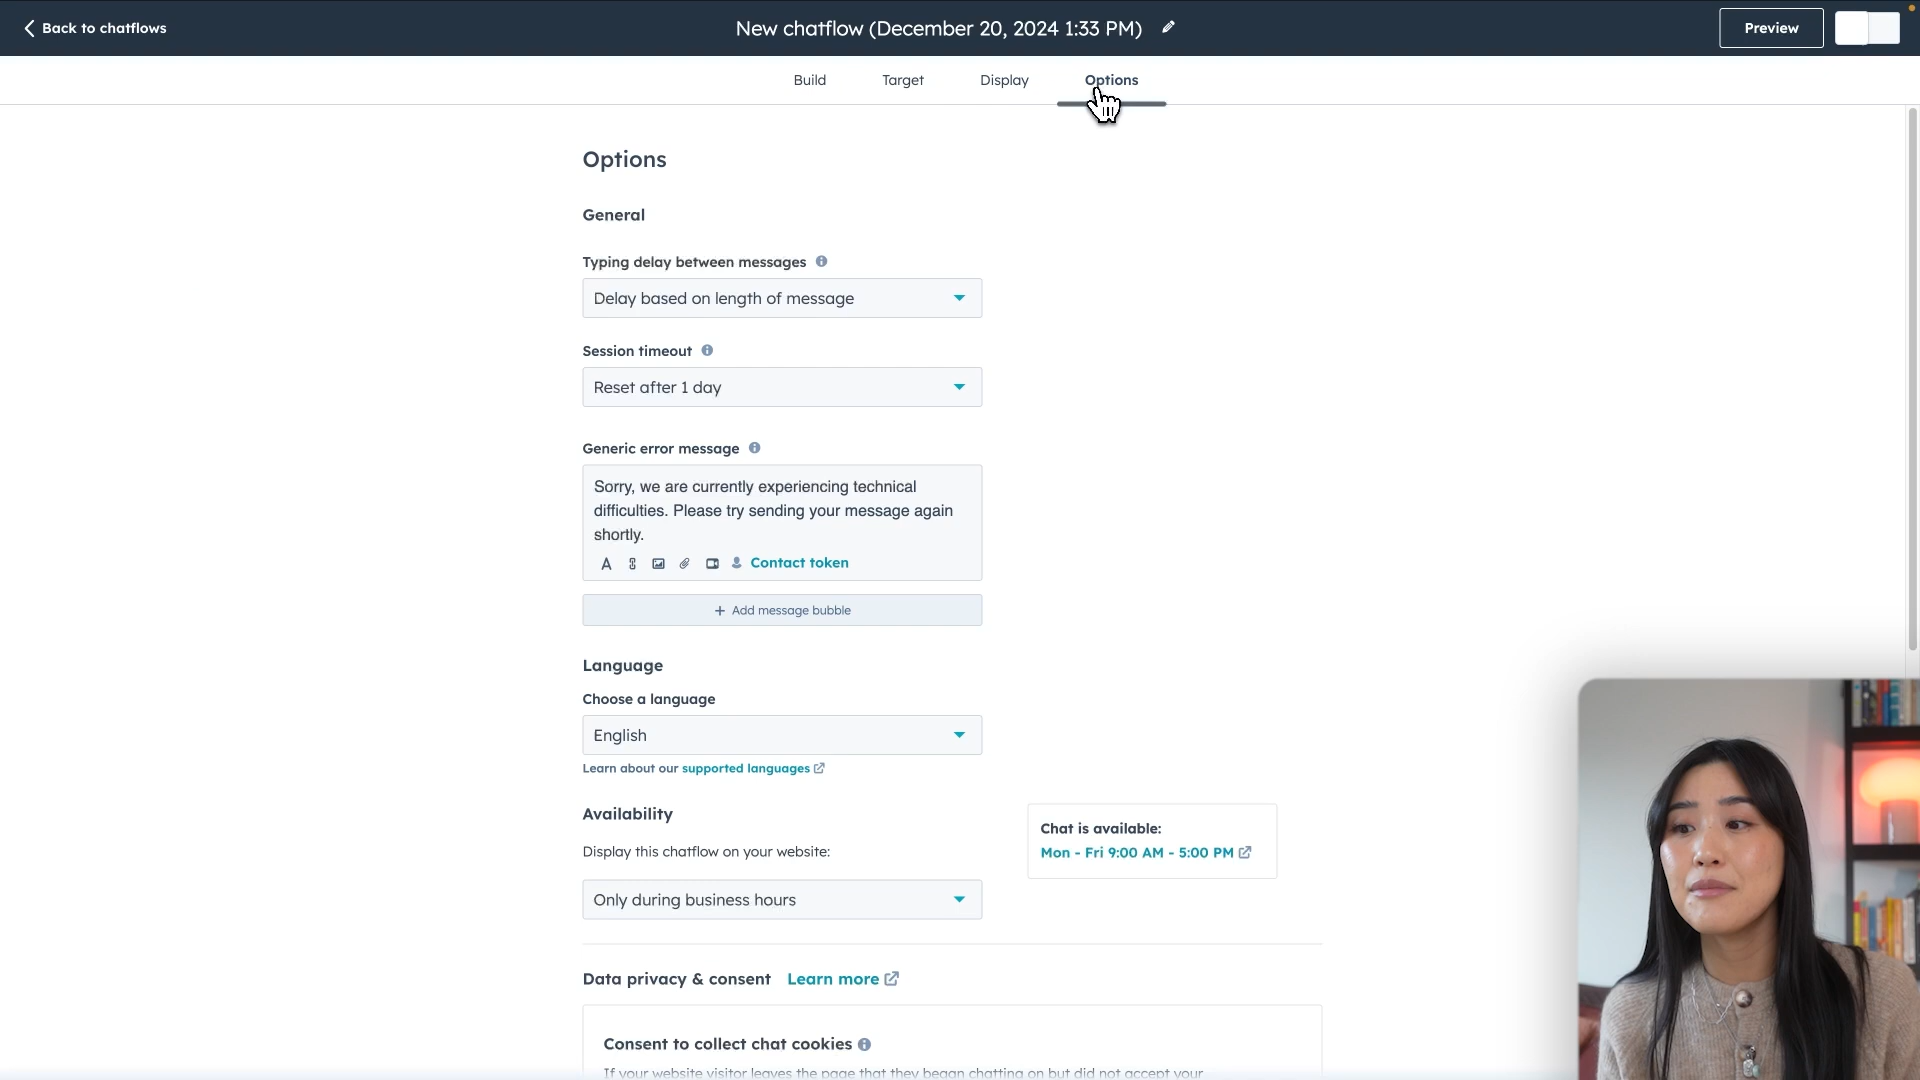 Back to chatflows
New chatflow (December 20, 2024 1:33 PM)
Preview
Build
Target
Display
Options
Options
General
Typing delay between messages
Delay based on length of message
Session timeout
Reset after 1 day
Generic error message
Sorry, we are currently experiencing technical
difficulties. Please try sending your message again
shortly.
Contact token
+ Add message bubble
Language
Choose a language
English
Learn about our supported languages
Availability
Display this chatflow on your website:
Only during business hours
Chat is available:
Mon - Fri 9:00 AM - 5:00 PM
Data privacy & consent Learn more
Consent to collect chat cookies
If your website visitor leaves the page that they began chatting on but did not accept your